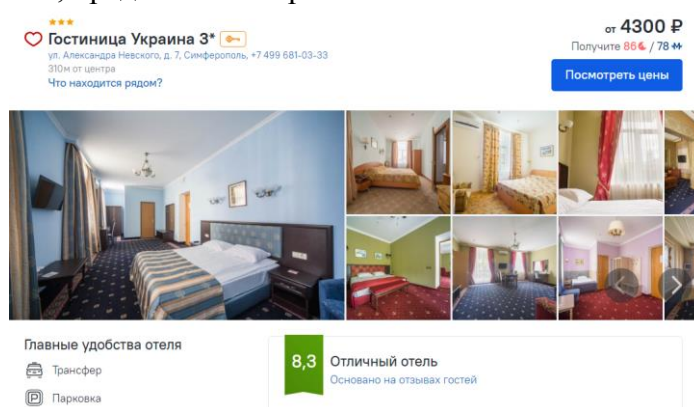 Гостиница Украина 3*
ул. Александра Невского, д. 7, Симферополь, +7 499 681-03-33
310м от центра
Что находится рядом?
от 4300 ₽
Получите 86 / 78
Посмотреть цены
Главные удобства отеля
Трансфер
Парковка
8,3 Отличный отель
Основано на отзывах гостей